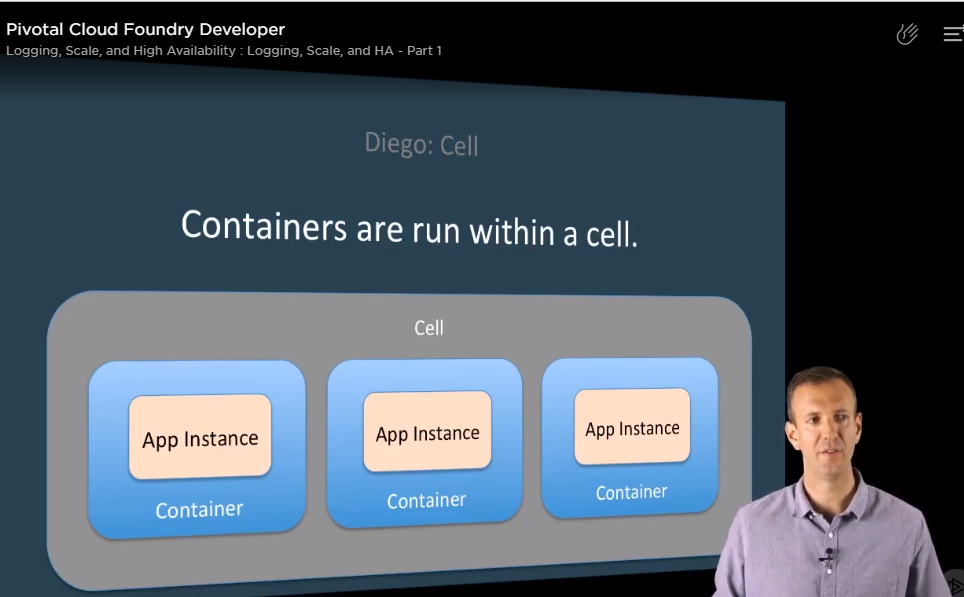 Pivotal Cloud Foundry Developer
Logging, Scale, and High Availability : Logging, Scale, and HA - Part 1
Diego: Cell
Containers are run within a cell.
Cell
App Instance
App Instance
App Instance
Container
Container
Container